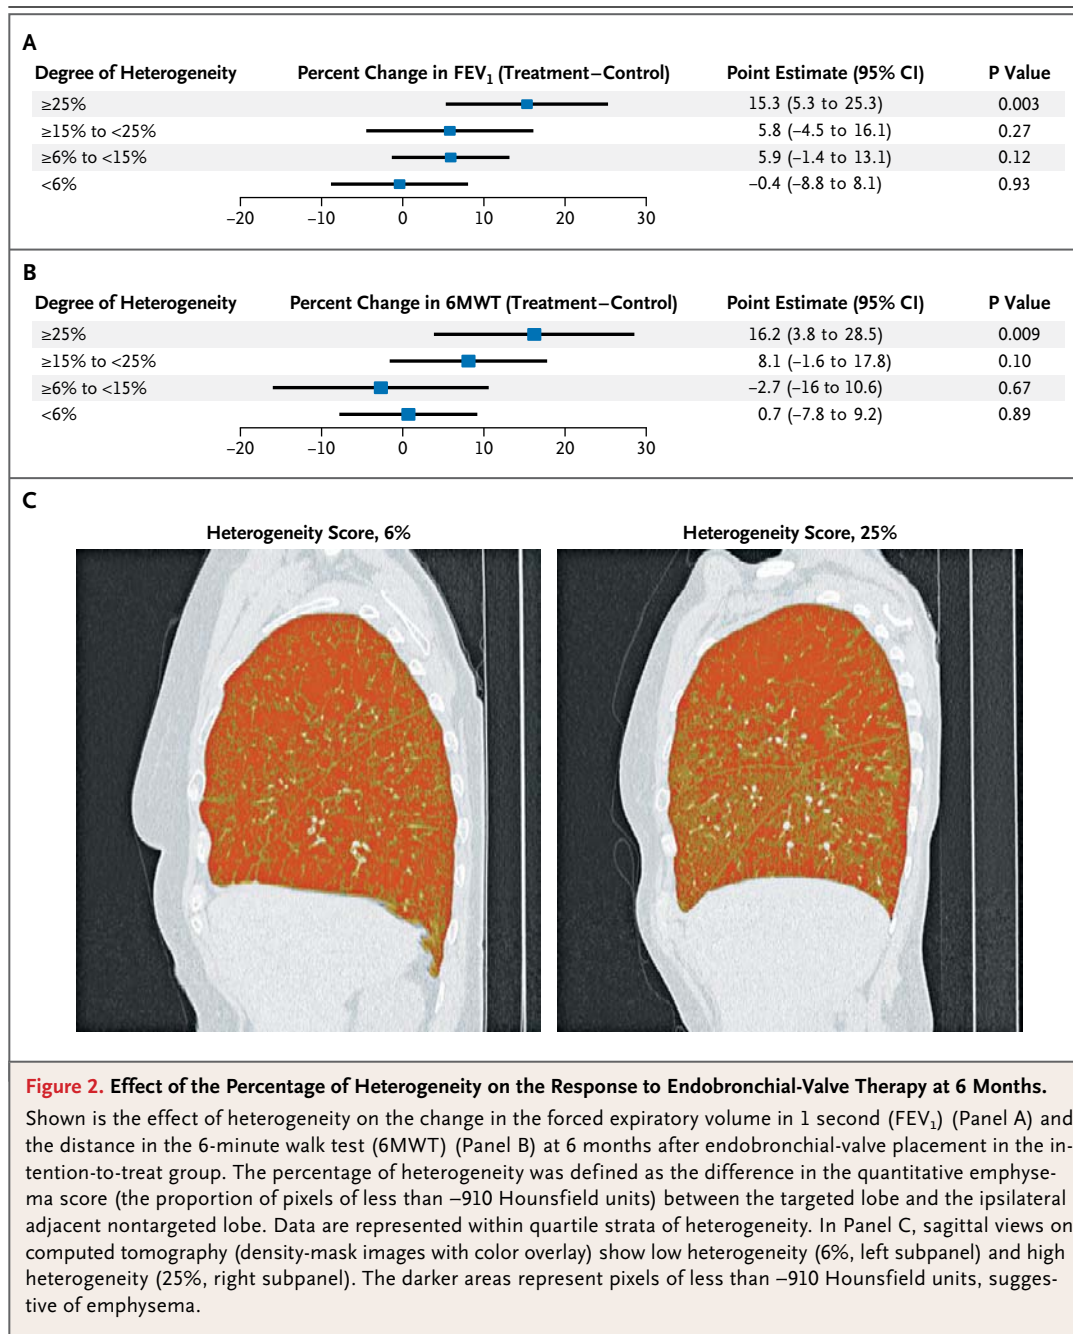 A
Degree of Heterogeneity Percent Change in FEV₁ (Treatment–Control) Point Estimate (95% CI) P Value
≥25% 15.3 (5.3 to 25.3) 0.003
≥15% to <25% 5.8 (–4.5 to 16.1) 0.27
≥6% to <15% 5.9 (–1.4 to 13.1) 0.12
<6% –0.4 (–8.8 to 8.1) 0.93
–20 –10 0 10 20 30
B
Degree of Heterogeneity Percent Change in 6MWT (Treatment–Control) Point Estimate (95% CI) P Value
≥25% 16.2 (3.8 to 28.5) 0.009
≥15% to <25% 8.1 (–1.6 to 17.8) 0.10
≥6% to <15% –2.7 (–16 to 10.6) 0.67
<6% 0.7 (–7.8 to 9.2) 0.89
–20 –10 0 10 20 30
C
Heterogeneity Score, 6% Heterogeneity Score, 25%
Figure 2. Effect of the Percentage of Heterogeneity on the Response to Endobronchial-Valve Therapy at 6 Months.
Shown is the effect of heterogeneity on the change in the forced expiratory volume in 1 second (FEV₁) (Panel A) and
the distance in the 6-minute walk test (6MWT) (Panel B) at 6 months after endobronchial-valve placement in the in-
tention-to-treat group. The percentage of heterogeneity was defined as the difference in the quantitative emphyse-
ma score (the proportion of pixels of less than –910 Hounsfield units) between the targeted lobe and the ipsilateral
adjacent nontargeted lobe. Data are represented within quartile strata of heterogeneity. In Panel C, sagittal views on
computed tomography (density-mask images with color overlay) show low heterogeneity (6%, left subpanel) and high
heterogeneity (25%, right subpanel). The darker areas represent pixels of less than –910 Hounsfield units, sugges-
tive of emphysema.